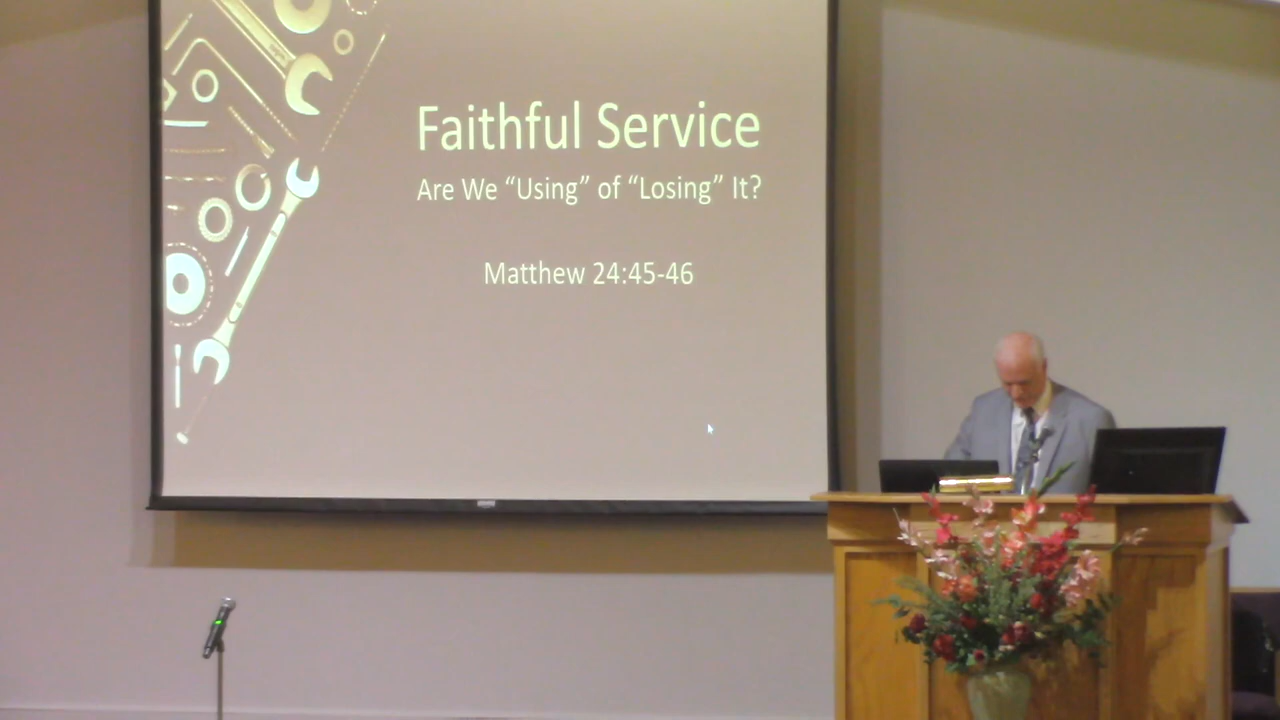 Faithful Service
Are We “Using” of “Losing” It?
Matthew 24:45-46